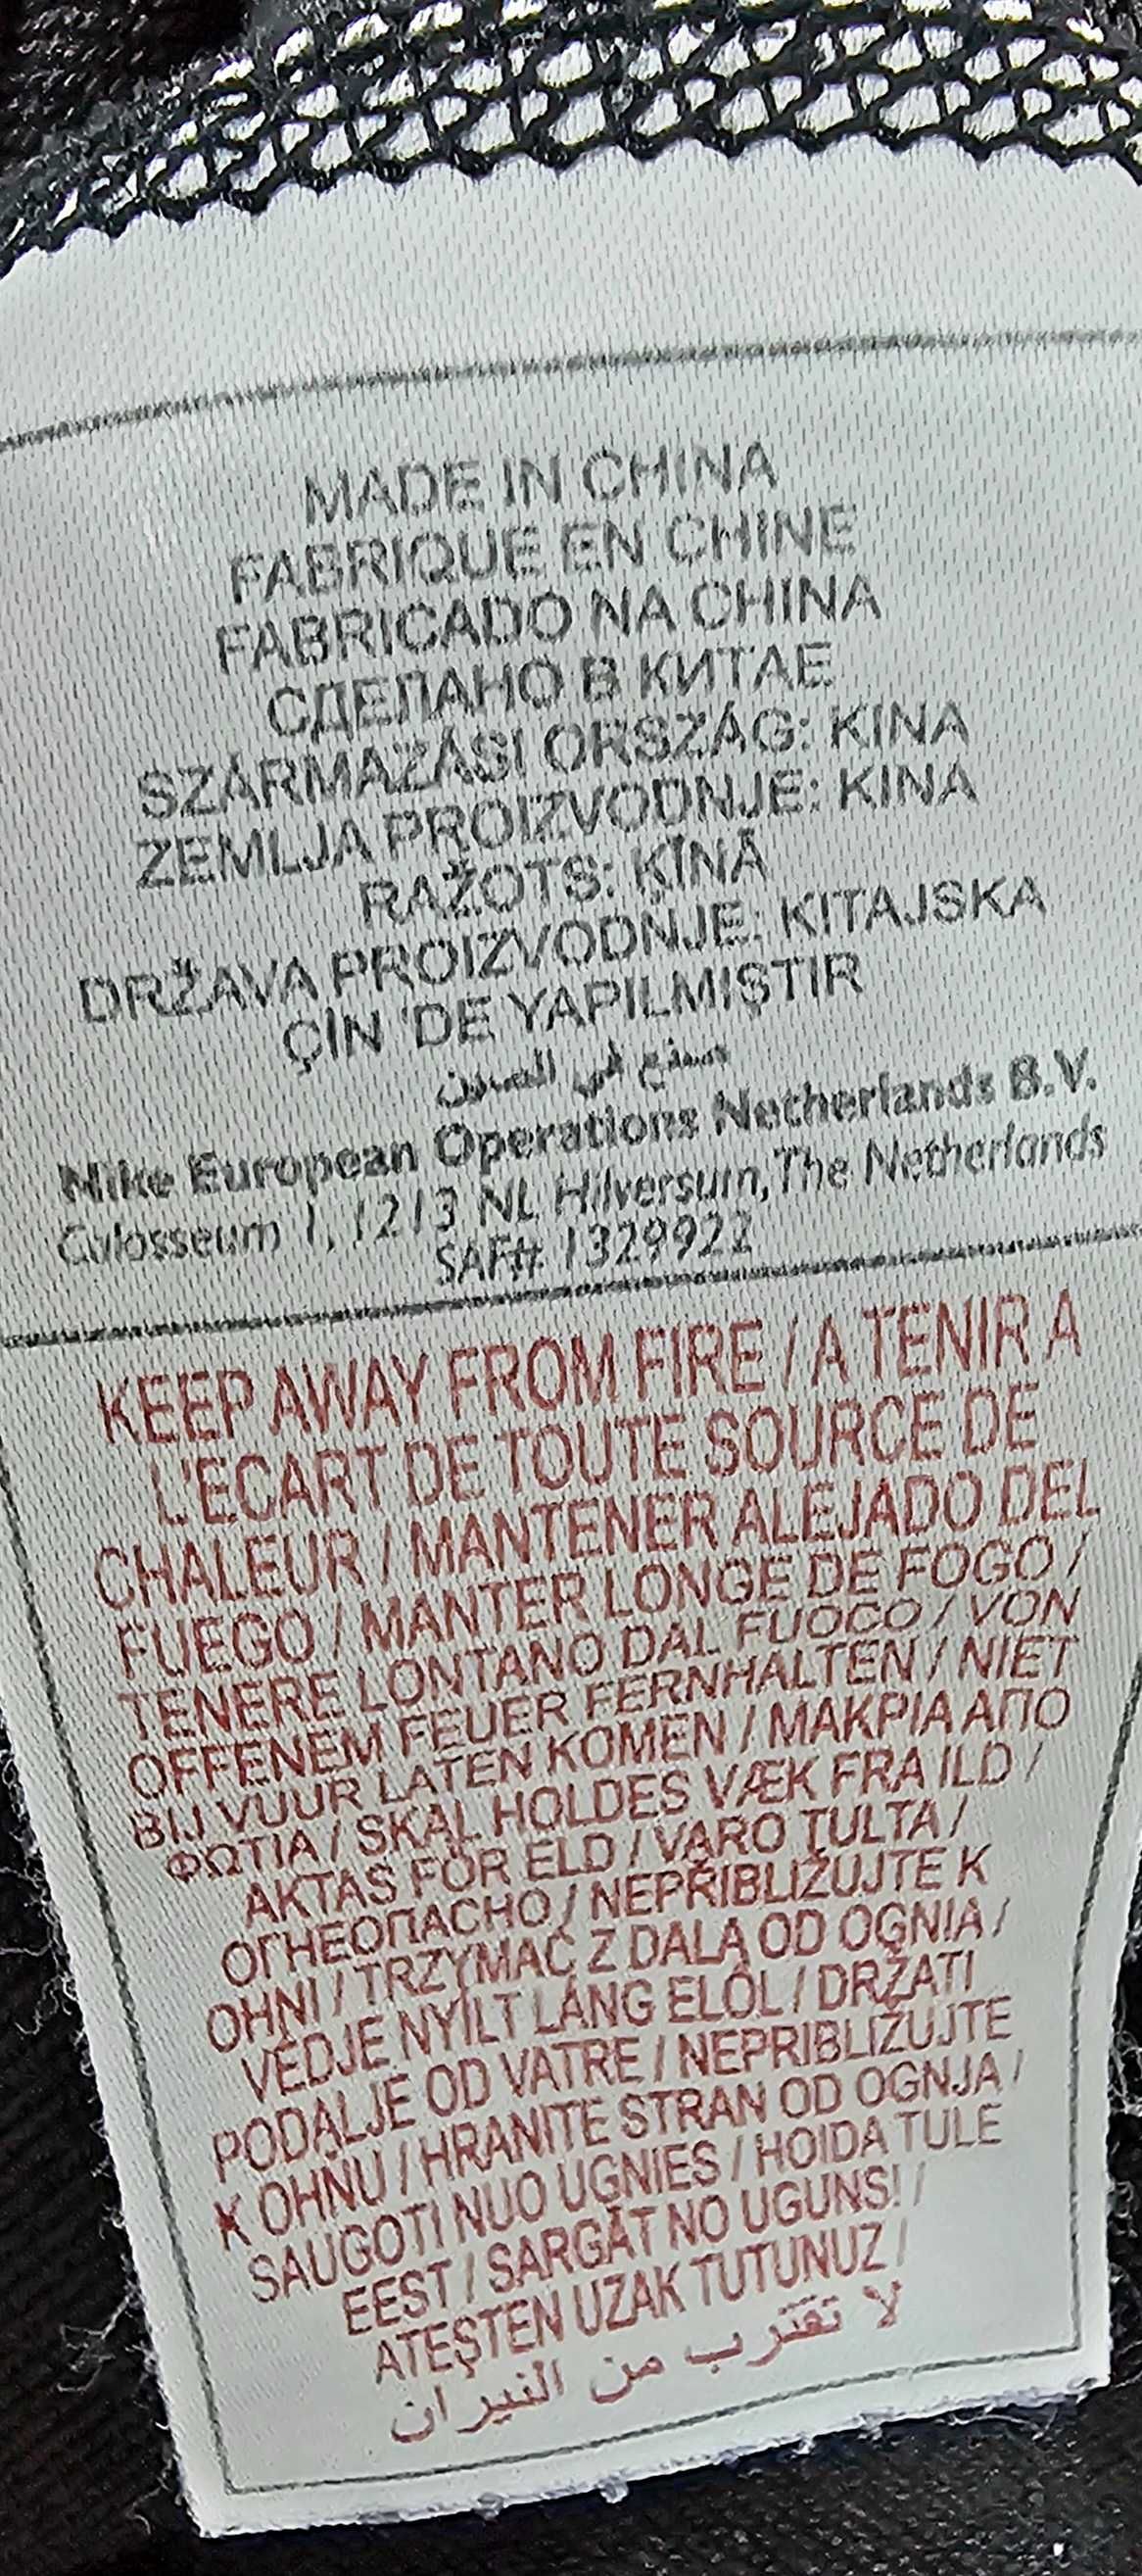 MADE IN CHINA
FABRIQUE EN CHINE
FABRICADO NA CHINA
СДЕЛАНО В КИТАЕ
SZÁRMAZÁSI ORSZÁG: KINA
ZEMLJA PROIZVODNJE: KINA
RAŽOTS: ĶĪNĀ
DRŽAVA PROIZVODNJE: KITAJSKA
ÇİN 'DE YAPILMIŞTIR
صنع في الصين
Nike European Operations Netherlands B.V.
Colosseum 1, 1213 NL Hilversum, The Netherlands
SAF#: 1329922
KEEP AWAY FROM FIRE / A TENIR A
L'ECART DE TOUTE SOURCE DE
CHALEUR / MANTENER ALEJADO DEL
FUEGO / MANTER LONGE DE FOGO /
TENERE LONTANO DAL FUOCO / VON
OFFENEM FEUER FERNHALTEN / NIET
BIJ VUUR LATEN KOMEN / ΜΑΚΡΙΑ ΑΠΟ
ΦΩΤΙΑ / SKAL HOLDES VÆK FRA ILD /
AKTAS FÖR ELD / VARO TULTA /
ОГНЕОПАСНО / NEPŘIBLIŽUJTE K
OHNI / TRZYMAĆ Z DALA OD OGNIA /
VÉDJE NYÍLT LÁNG ELŐL / DRŽATI
PODALJE OD VATRE / NEPRIBLIŽUJTE
K OHŇU / HRANITE STRAN OD OGNJA /
SAUGOTI NUO UGNIES / HOIDA TULE
EEST / SARGĀT NO UGUNS! /
ATEŞTEN UZAK TUTUNUZ /
لا تقترب من النيران